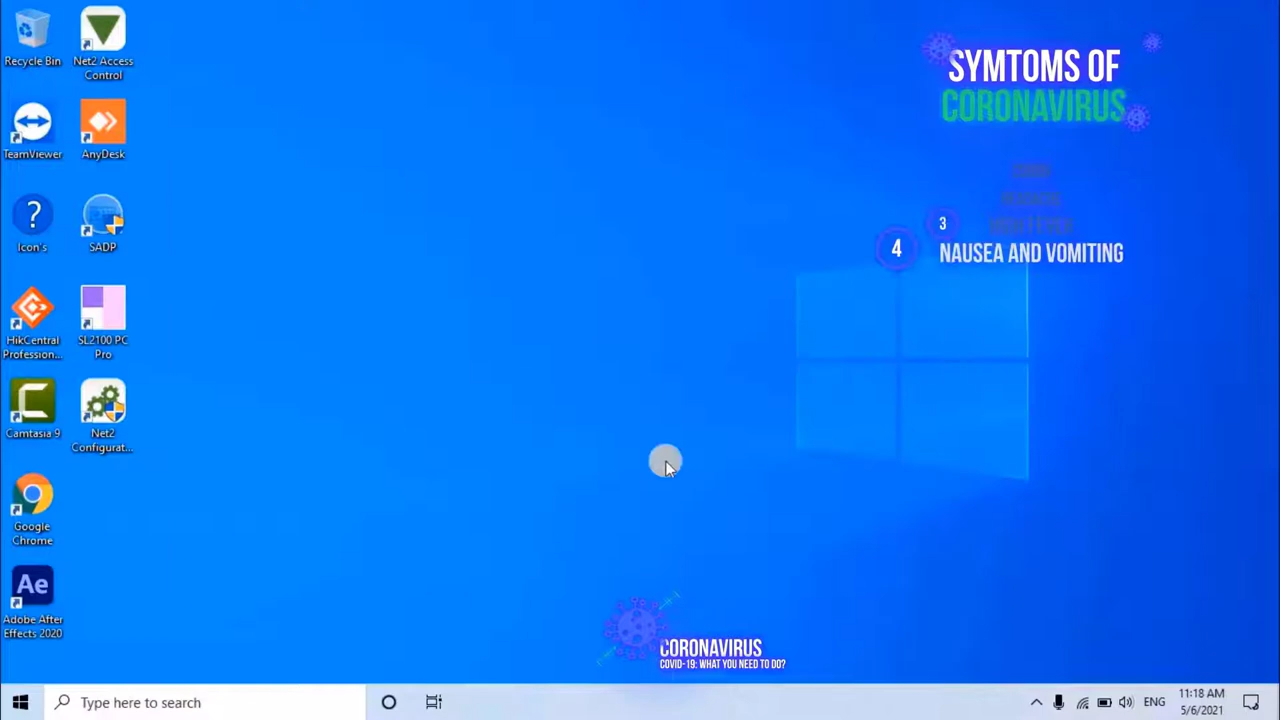 Recycle Bin
Net2 Access
Control
TeamViewer
AnyDesk
Icon's
SADP
HikCentral
Profession...
SL2100 PC
Pro
Camtasia 9
Net2
Configurat...
Google
Chrome
Ae
Adobe After
Effects 2020
SYMTOMS OF
CORONAVIRUS
3
4
NAUSEA AND VOMITING
CORONAVIRUS
COVID-19: WHAT YOU NEED TO DO?
Type here to search
ENG
11:18 AM
5/6/2021